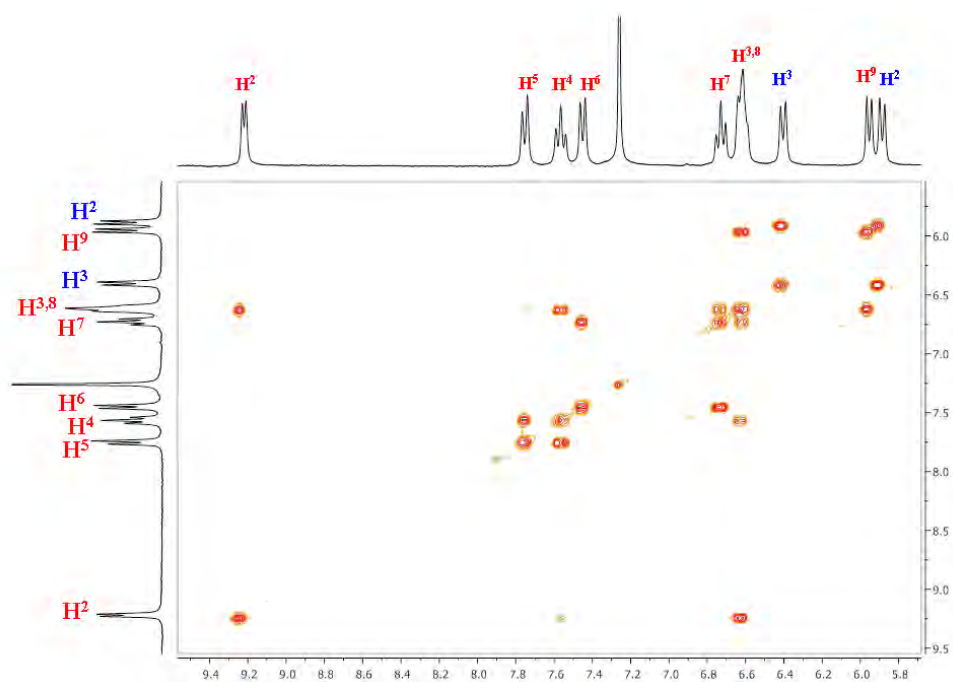 H³,⁸
H² H⁵ H⁴ H⁶ H⁷ H³ H⁹ H²
H²
H⁹
H³
H³,⁸
H⁷
H⁶
H⁴
H⁵
H²
6.0
6.5
7.0
7.5
8.0
8.5
9.0
9.5
9.4 9.2 9.0 8.8 8.6 8.4 8.2 8.0 7.8 7.6 7.4 7.2 7.0 6.8 6.6 6.4 6.2 6.0 5.8